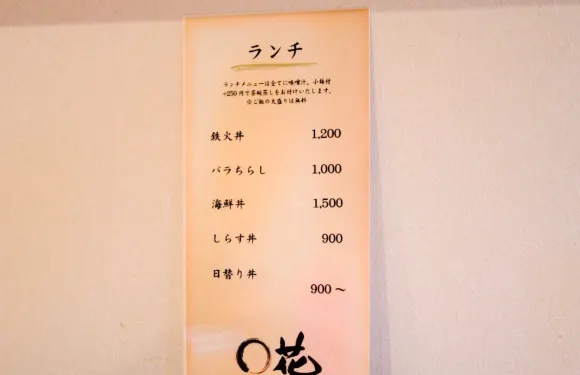 ランチ
ランチメニューは全てに味噌汁、小鉢付
+250円で茶碗蒸しをお付けいたします。
※ご飯の大盛りは無料
鉄火丼 1,200
バラちらし 1,000
海鮮丼 1,500
しらす丼 900
日替り丼
900～
〇花